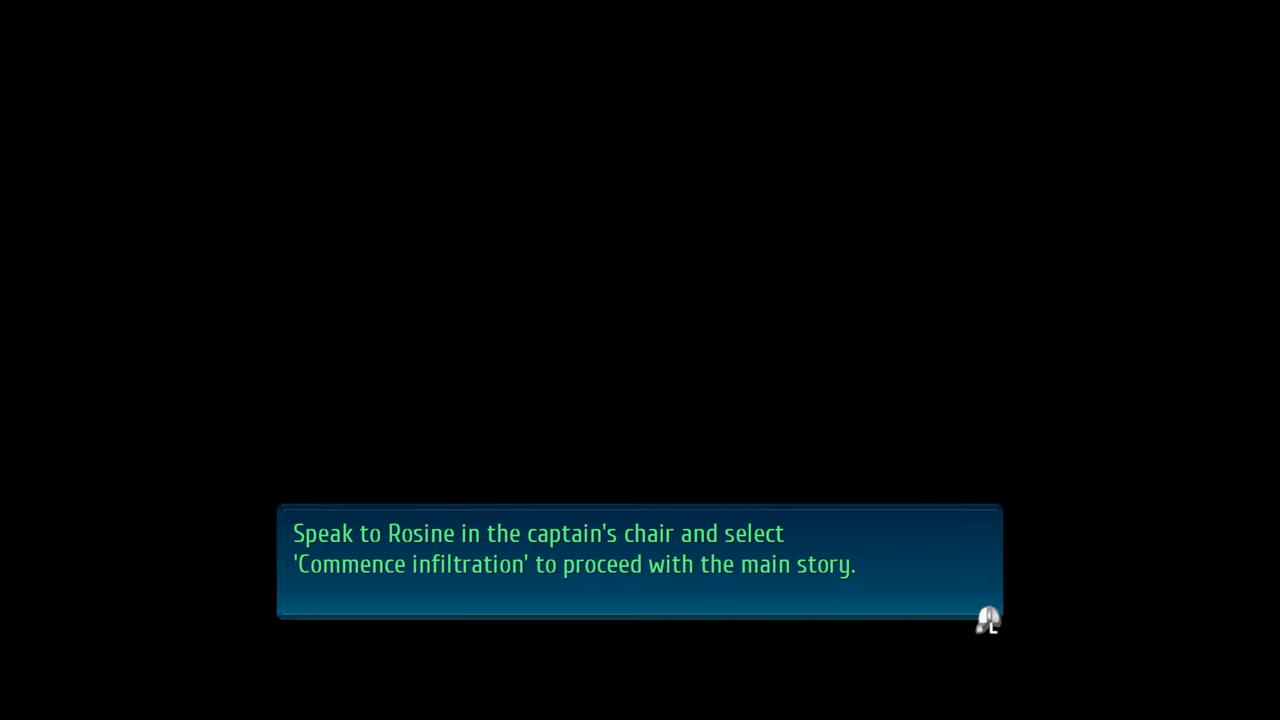 Speak to Rosine in the captain's chair and select
'Commence infiltration' to proceed with the main story.
L